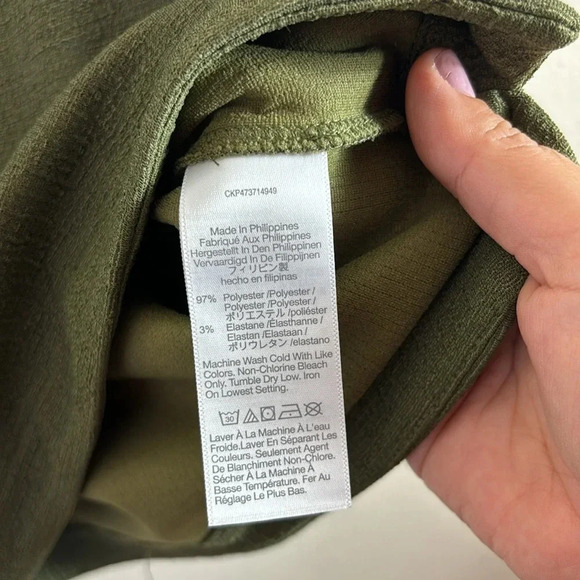 CKP473714949
Made In Philippines
Fabriqué Aux Philippines
Hergestellt In Den Philippinen
Vervaardigd In De Filippijnen
フィリピン製
hecho en filipinas
97% Polyester /Polyester/
Polyester /Polyester /
ポリエステル /poliéster
3% Elastane /Elasthanne /
Elastan /Elastaan /
ポリウレタン /elastano
Machine Wash Cold With Like
Colors. Non-Chlorine Bleach
Only. Tumble Dry Low. Iron
On Lowest Setting.
30
Laver À La Machine À L'eau
Froide.Laver En Séparant Les
Couleurs. Seulement Agent
De Blanchiment Non-Chlore.
Sécher À La Machine À
Basse Température. Fer Au
Réglage Le Plus Bas.